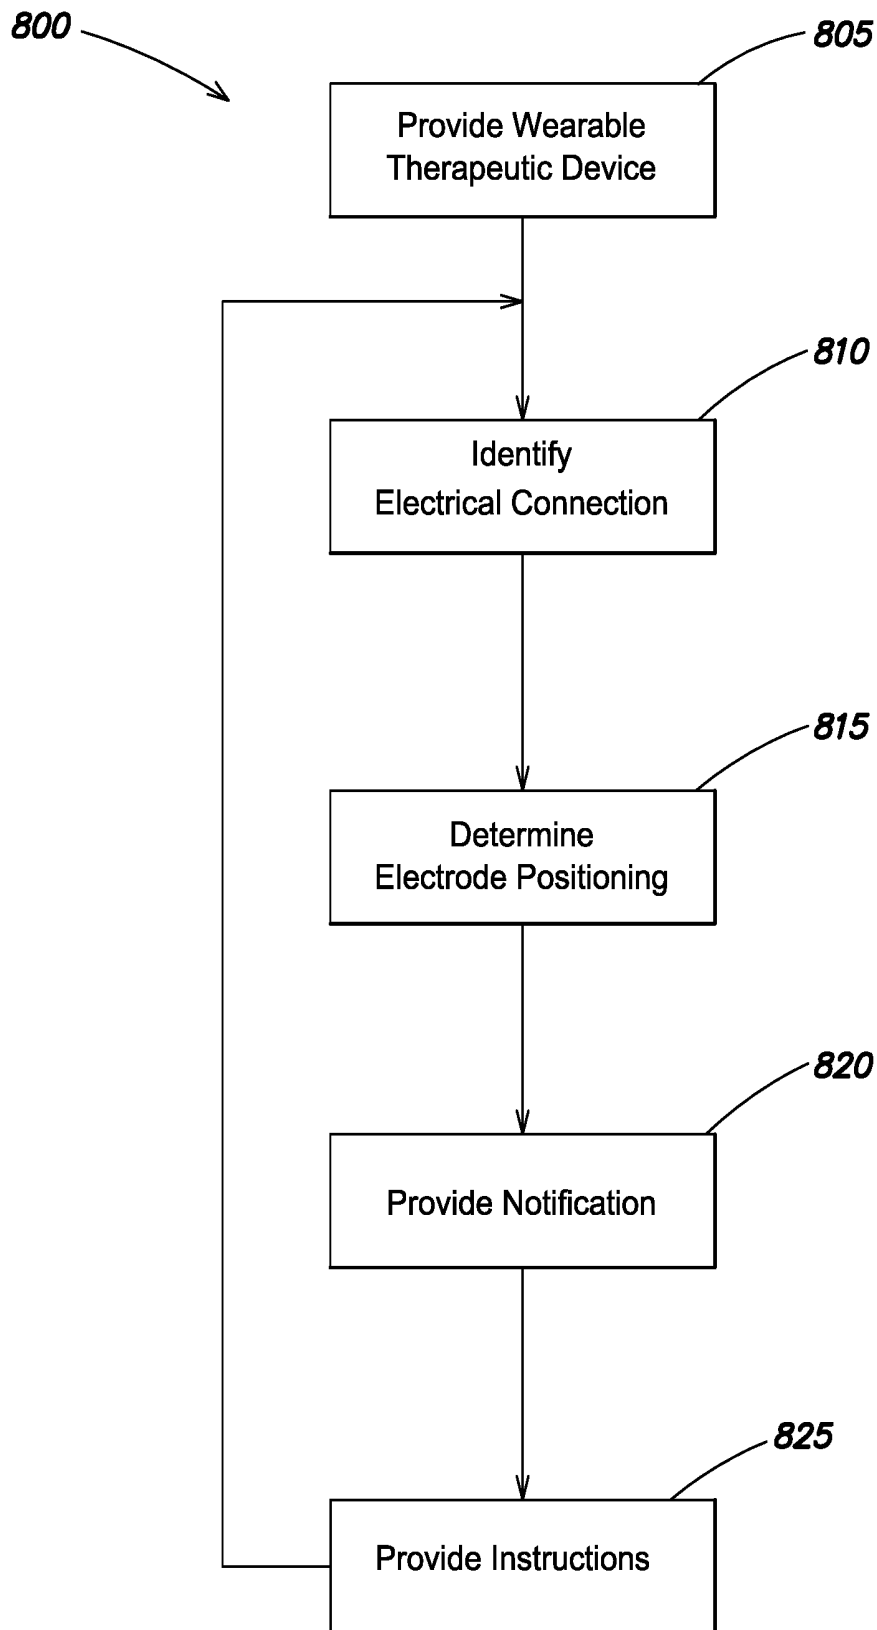 800
805
Provide Wearable
Therapeutic Device
810
Identify
Electrical Connection
815
Determine
Electrode Positioning
820
Provide Notification
825
Provide Instructions